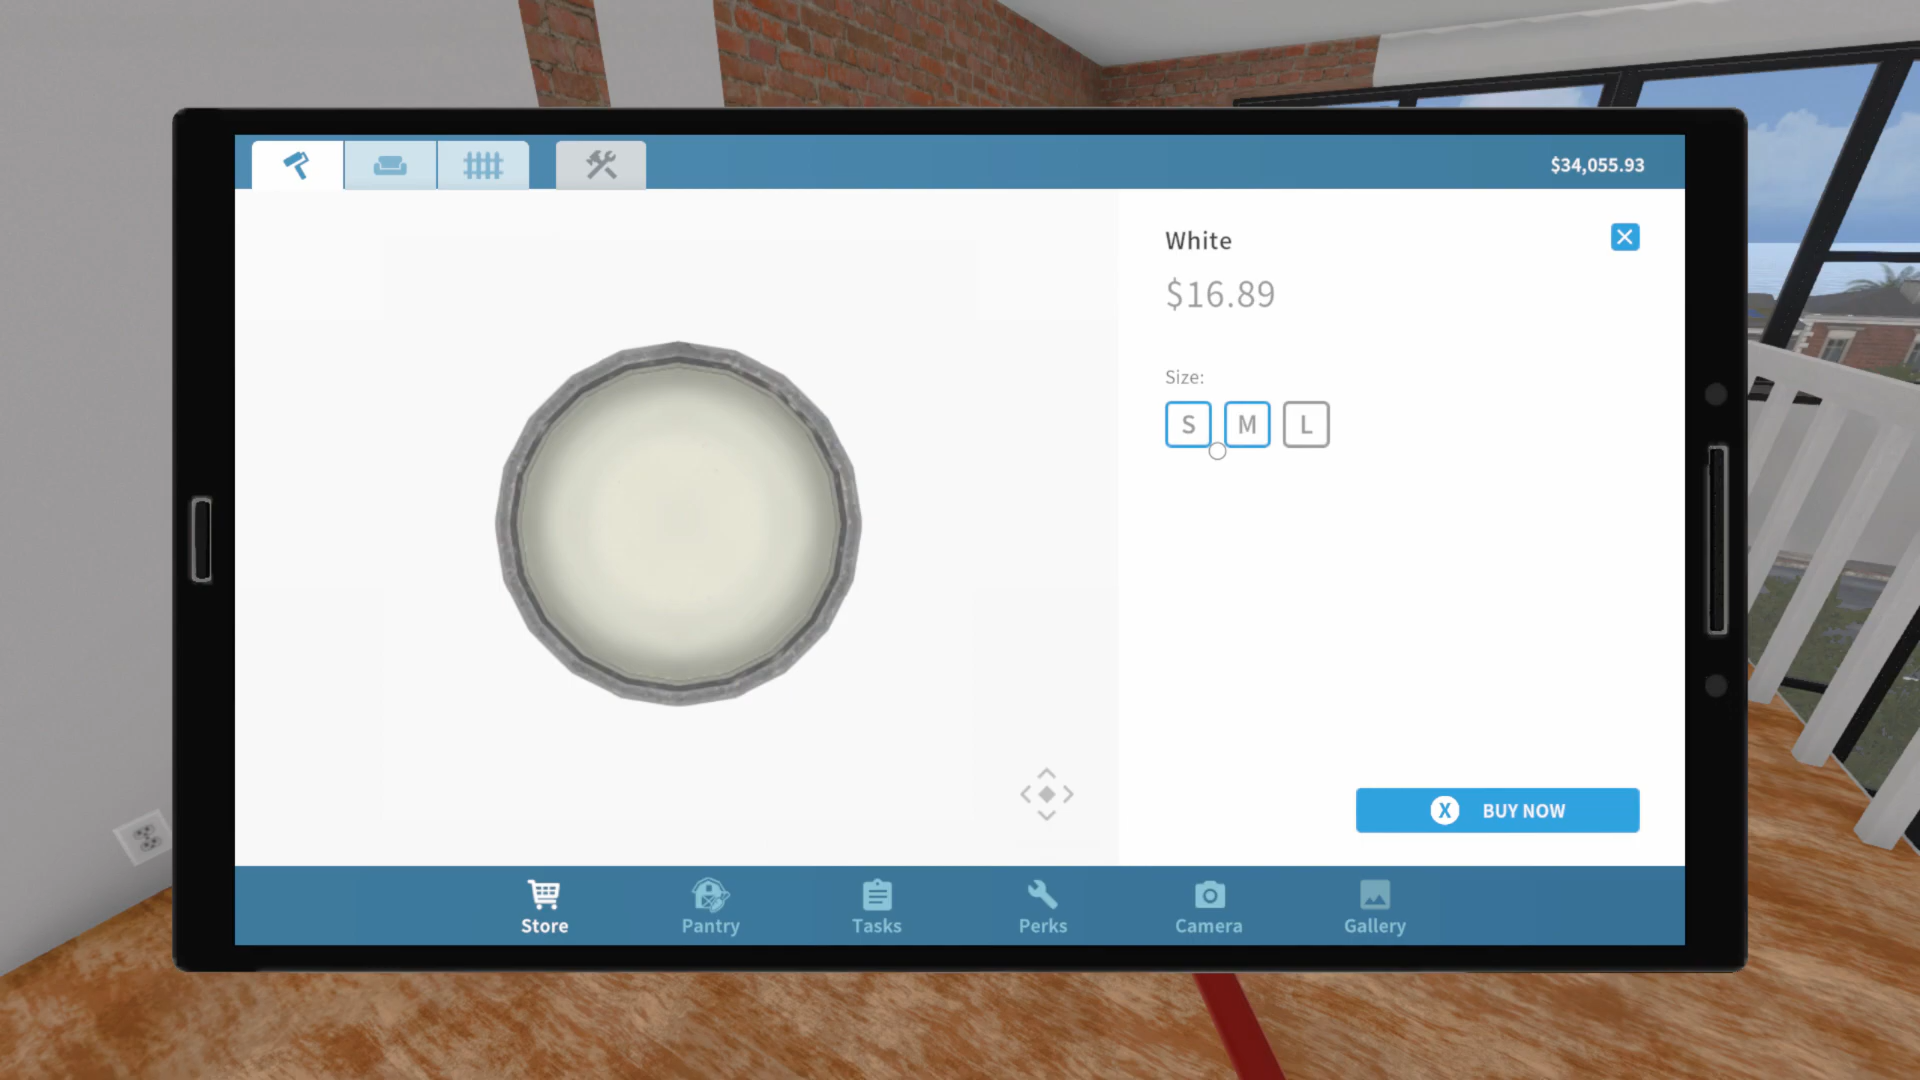 $34,055.93
White
$16.89
Size:
S M L
X BUY NOW
Store Pantry Tasks Perks Camera Gallery